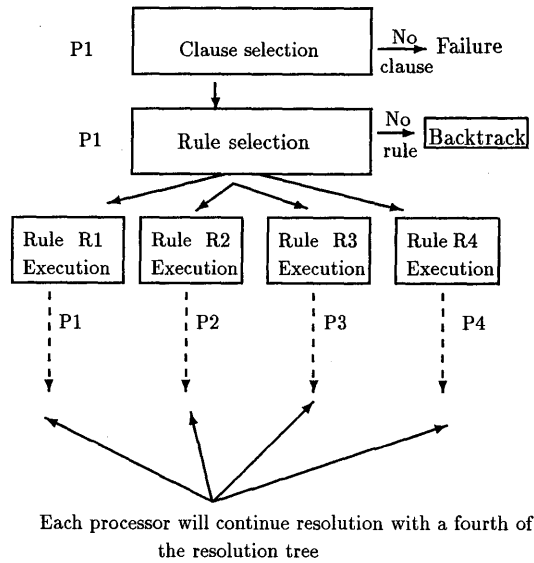 P1
Clause selection
No
clause
Failure
P1
Rule selection
No
rule
Backtrack
Rule R1
Execution
Rule R2
Execution
Rule R3
Execution
Rule R4
Execution
P1
P2
P3
P4
Each processor will continue resolution with a fourth of
the resolution tree